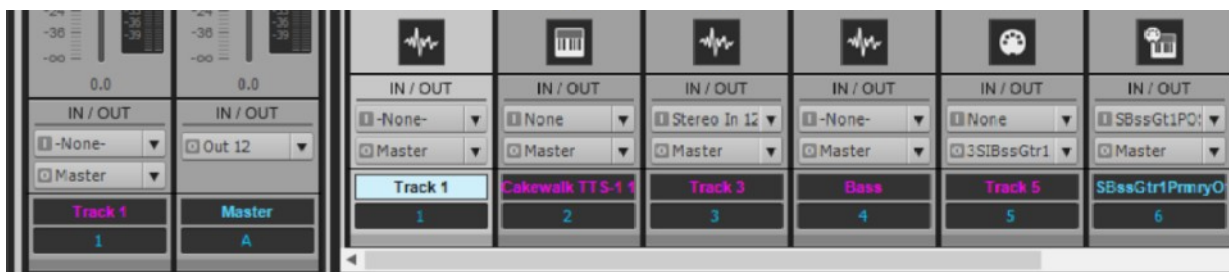 -36 -36 -36 -36
-39 -39
-∞ -∞
0.0 0.0
IN / OUT IN / OUT IN / OUT IN / OUT IN / OUT IN / OUT IN / OUT IN / OUT
-None- Out 12 -None- None Stereo In 12 -None- None SBssGt1PO
Master Master Master Master Master 3SIBssGtr1 Master
Track 1 Master Track 1 Cakewalk TTS-1 1 Track 3 Bass Track 5 SBssGtr1PrmryO
1 A 1 2 3 4 5 6